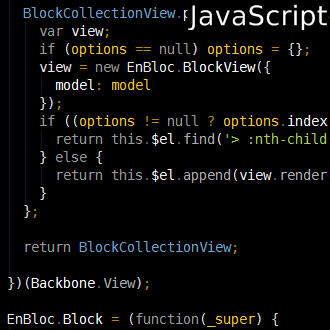 BlockCollectionView.
JavaScript
var view;
if (options == null) options = {};
view = new EnBloc.BlockView({
model: model
});
if ((options != null ? options.index
return this.$el.find('> :nth-child
} else {
return this.$el.append(view.render
}
};
return BlockCollectionView;
})(Backbone.View);
EnBloc.Block = (function(_super) {